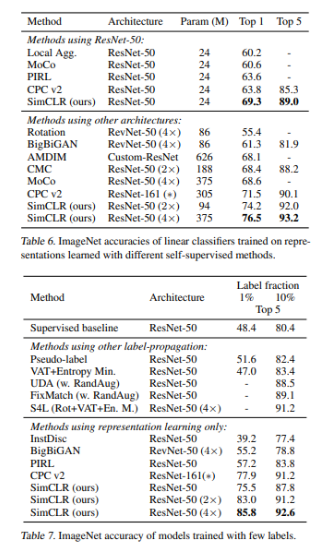 Method Architecture Param (M) Top 1 Top 5
Methods using ResNet-50:
Local Agg. ResNet-50 24 60.2 -
MoCo ResNet-50 24 60.6 -
PIRL ResNet-50 24 63.6 -
CPC v2 ResNet-50 24 63.8 85.3
SimCLR (ours) ResNet-50 24 69.3 89.0
Methods using other architectures:
Rotation RevNet-50 (4×) 86 55.4 -
BigBiGAN RevNet-50 (4×) 86 61.3 81.9
AMDIM Custom-ResNet 626 68.1 -
CMC ResNet-50 (2×) 188 68.4 88.2
MoCo ResNet-50 (4×) 375 68.6 -
CPC v2 ResNet-161 (∗) 305 71.5 90.1
SimCLR (ours) ResNet-50 (2×) 94 74.2 92.0
SimCLR (ours) ResNet-50 (4×) 375 76.5 93.2
Table 6. ImageNet accuracies of linear classifiers trained on repre-
sentations learned with different self-supervised methods.
Label fraction
Method Architecture 1% 10%
Top 5
Supervised baseline ResNet-50 48.4 80.4
Methods using other label-propagation:
Pseudo-label ResNet-50 51.6 82.4
VAT+Entropy Min. ResNet-50 47.0 83.4
UDA (w. RandAug) ResNet-50 - 88.5
FixMatch (w. RandAug) ResNet-50 - 89.1
S4L (Rot+VAT+En. M.) ResNet-50 (4×) - 91.2
Methods using representation learning only:
InstDisc ResNet-50 39.2 77.4
BigBiGAN RevNet-50 (4×) 55.2 78.8
PIRL ResNet-50 57.2 83.8
CPC v2 ResNet-161(∗) 77.9 91.2
SimCLR (ours) ResNet-50 75.5 87.8
SimCLR (ours) ResNet-50 (2×) 83.0 91.2
SimCLR (ours) ResNet-50 (4×) 85.8 92.6
Table 7. ImageNet accuracy of models trained with few labels.